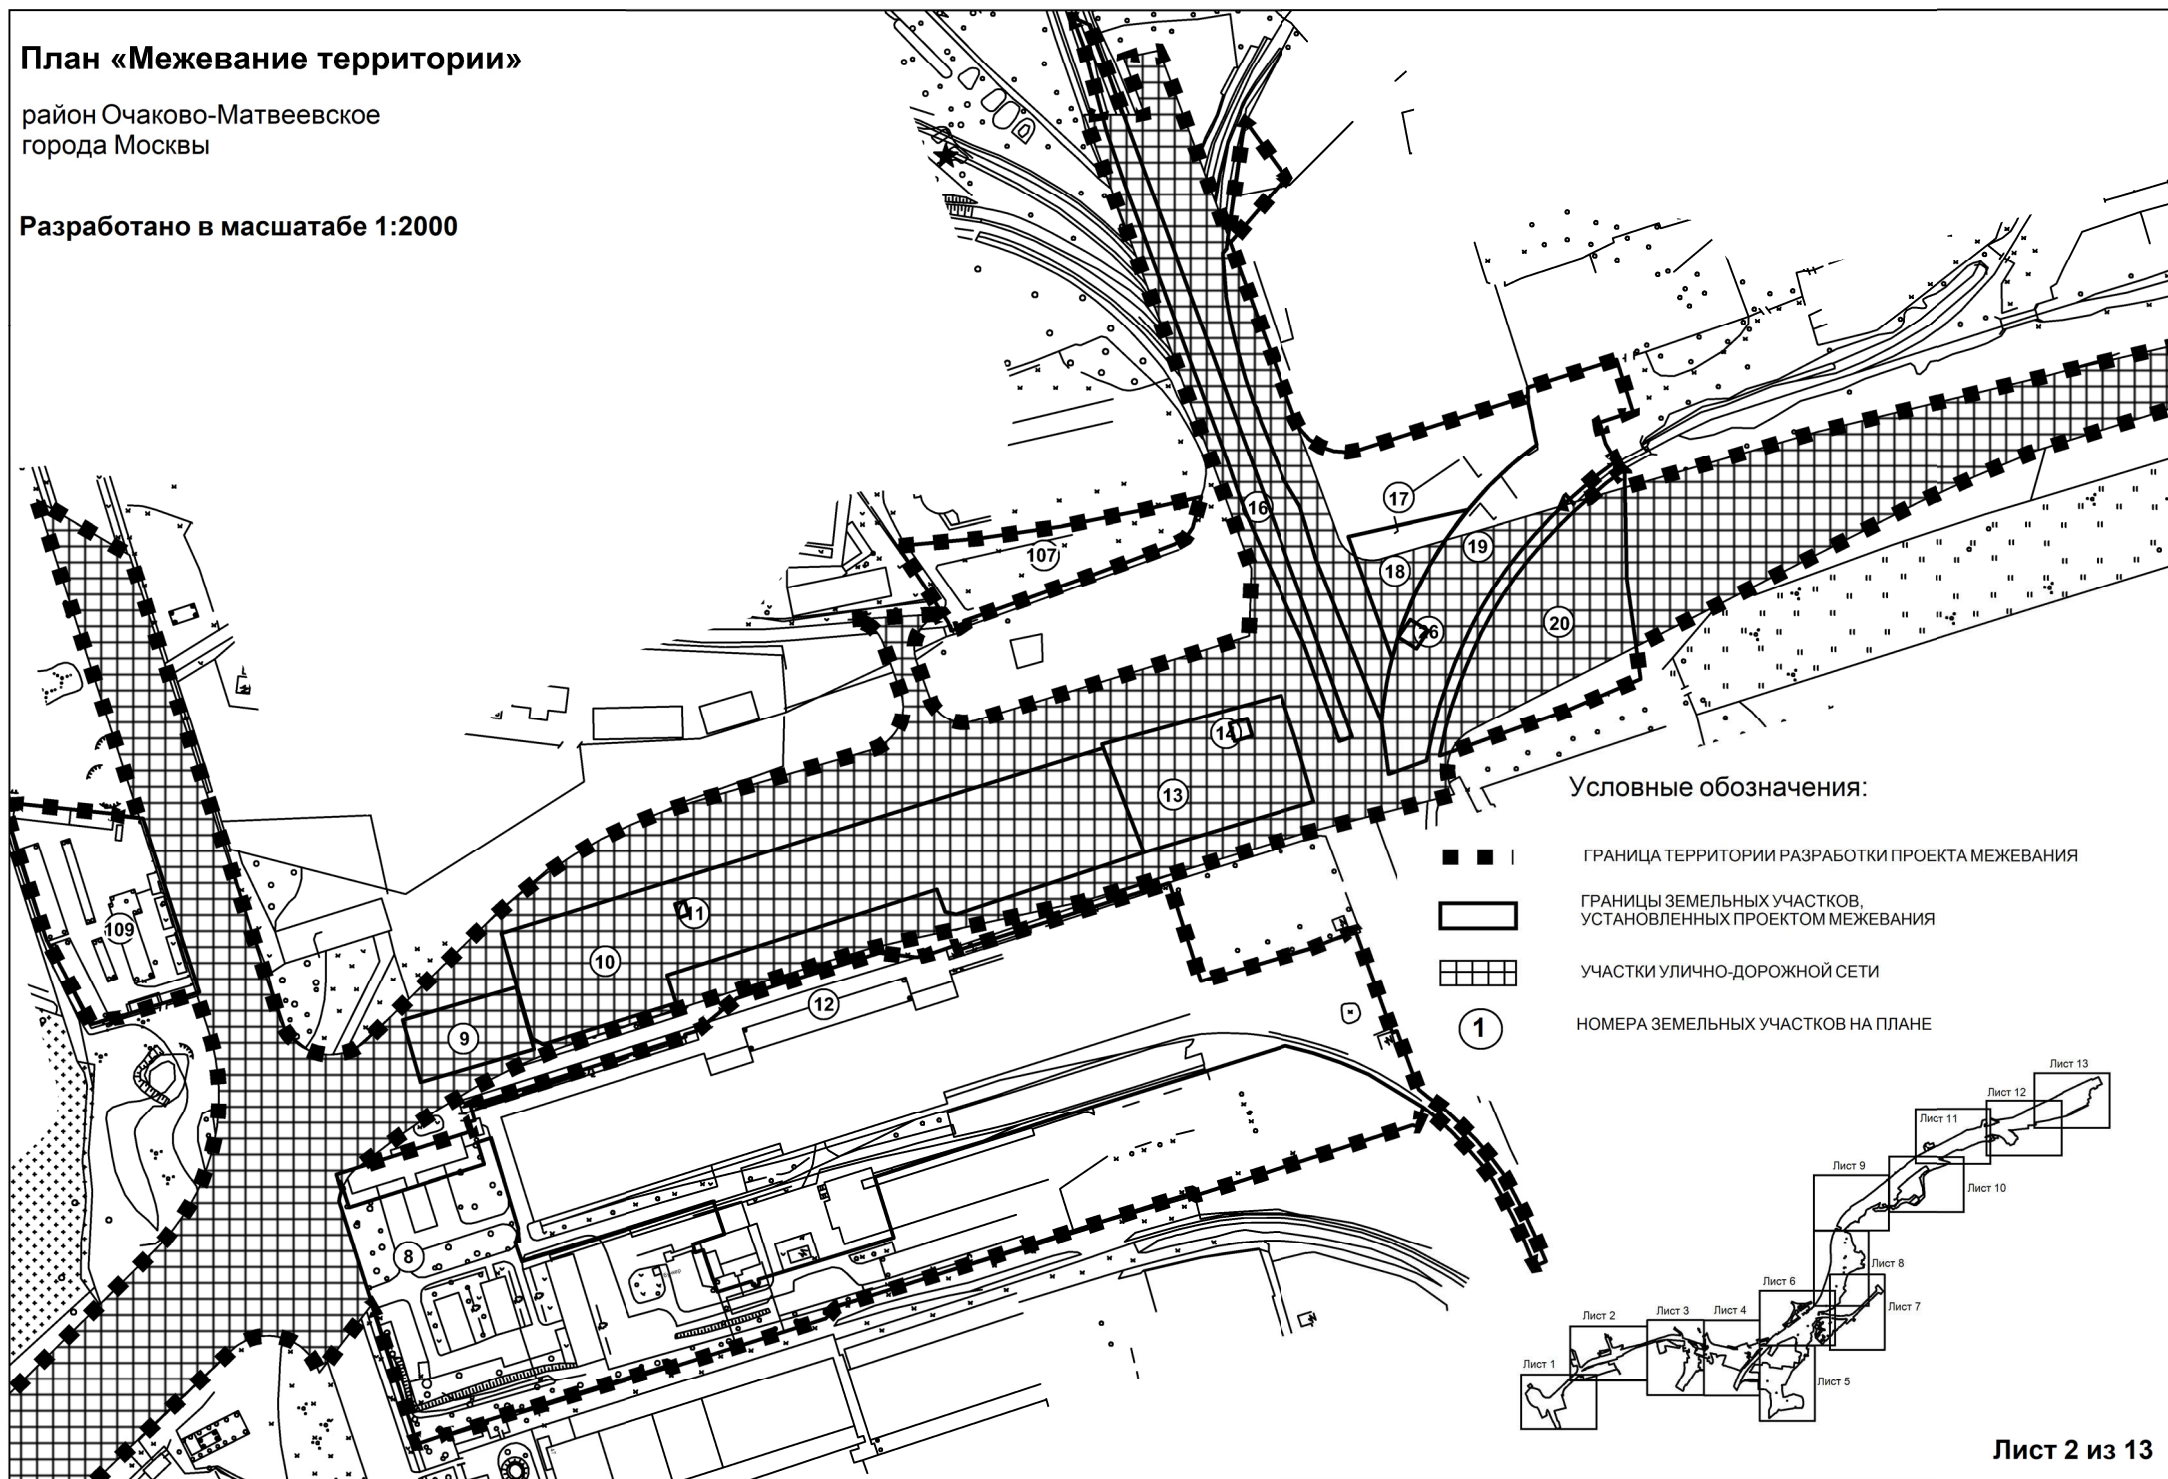 План «Межевание территории»
район Очаково-Матвеевское
города Москвы
Разработано в масштабе 1:2000
16
17
107
19
18
26
20
14
13
11
109
10
12
9
8
Условные обозначения:
ГРАНИЦА ТЕРРИТОРИИ РАЗРАБОТКИ ПРОЕКТА МЕЖЕВАНИЯ
ГРАНИЦЫ ЗЕМЕЛЬНЫХ УЧАСТКОВ,
УСТАНОВЛЕННЫХ ПРОЕКТОМ МЕЖЕВАНИЯ
УЧАСТКИ УЛИЧНО-ДОРОЖНОЙ СЕТИ
1
НОМЕРА ЗЕМЕЛЬНЫХ УЧАСТКОВ НА ПЛАНЕ
Лист 13
Лист 12
Лист 11
Лист 9
Лист 10
Лист 8
Лист 6
Лист 7
Лист 2
Лист 3
Лист 4
Лист 1
Лист 5
Лист 2 из 13